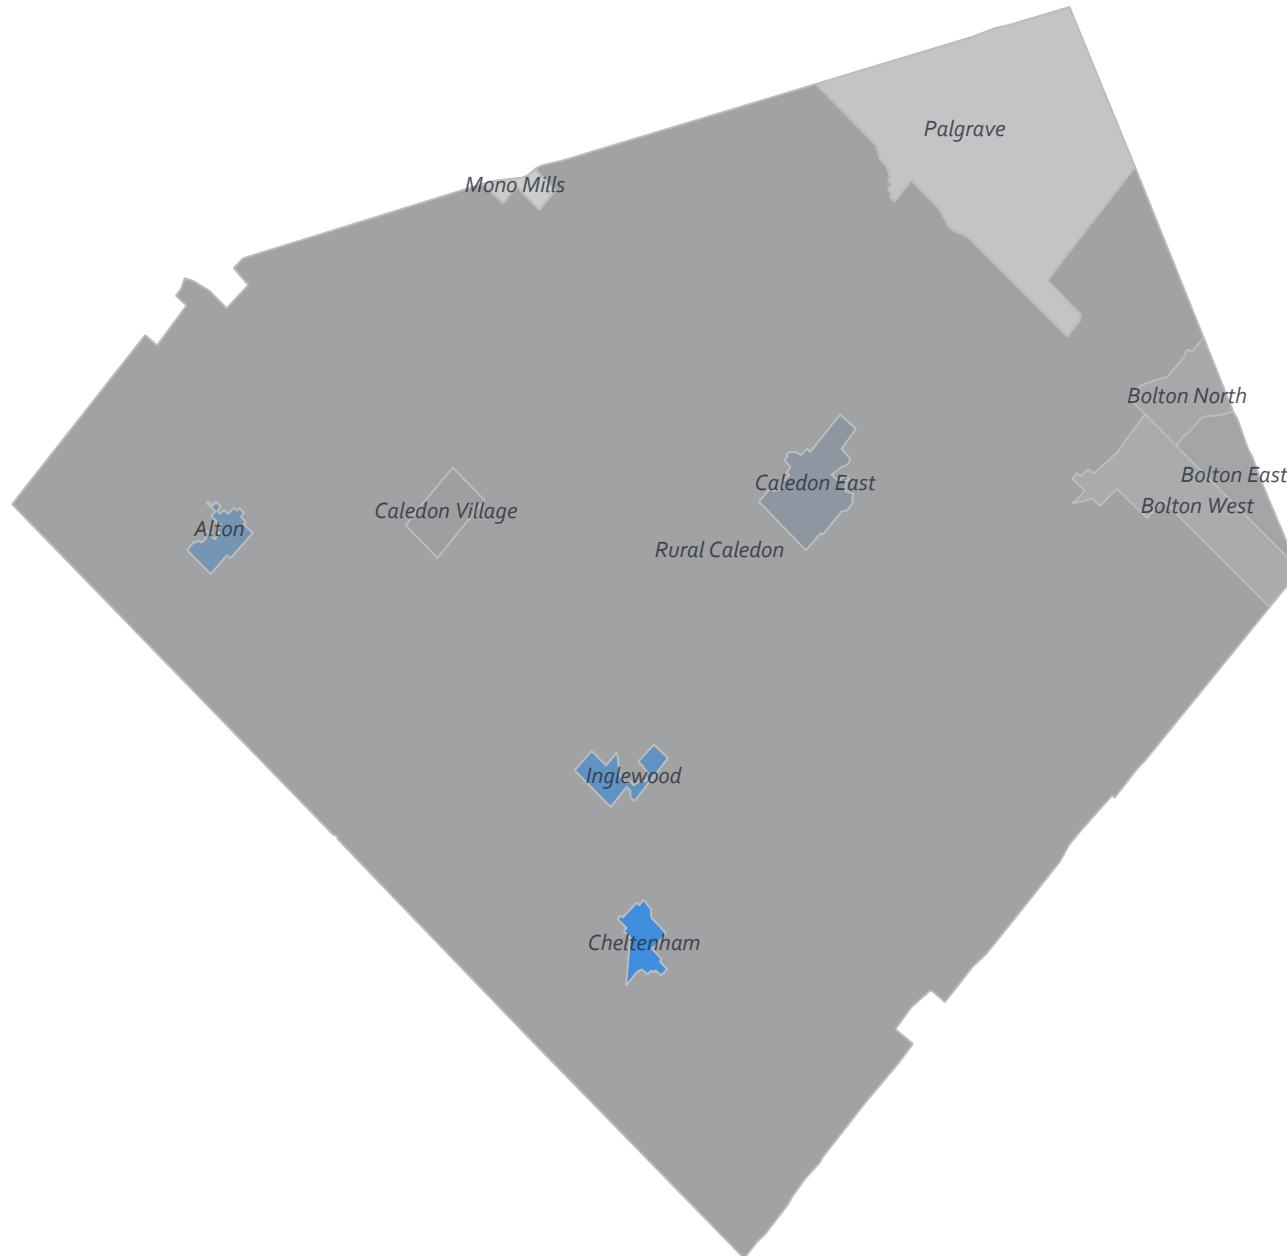 Palgrave
Mono Mills
Bolton North
Bolton East
Caledon East
Bolton West
Caledon Village
Alton
Rural Caledon
Inglewood
Cheltenham